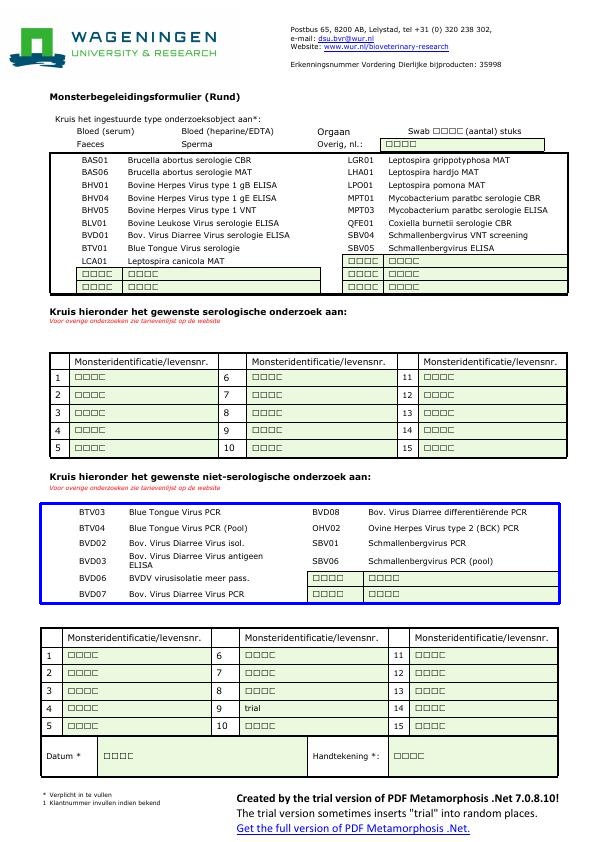 WAGENINGEN
UNIVERSITY & RESEARCH
Postbus 65, 8200 AB, Lelystad, tel +31 (0) 320 238 302,
e-mail: dsu.bvr@wur.nl
Website: www.wur.nl/bioveterinary-research
Erkenningsnummer Vordering Dierlijke bijproducten: 35998
Monsterbegeleidingsformulier (Rund)
Kruis het ingestuurde type onderzoeksobject aan*:
Bloed (serum) Bloed (heparine/EDTA) Orgaan Swab □□□□ (aantal) stuks
Faeces Sperma Overig, nl.: □□□□
BAS01 Brucella abortus serologie CBR LGR01 Leptospira grippotyphosa MAT
BAS06 Brucella abortus serologie MAT LHA01 Leptospira hardjo MAT
BHV01 Bovine Herpes Virus type 1 gB ELISA LPO01 Leptospira pomona MAT
BHV04 Bovine Herpes Virus type 1 gE ELISA MPT01 Mycobacterium paratbc serologie CBR
BHV05 Bovine Herpes Virus type 1 VNT MPT03 Mycobacterium paratbc serologie ELISA
BLV01 Bovine Leukose Virus serologie ELISA QFE01 Coxiella burnetii serologie CBR
BVD01 Bov. Virus Diarree Virus serologie ELISA SBV04 Schmallenbergvirus VNT screening
BTV01 Blue Tongue Virus serologie SBV05 Schmallenbergvirus ELISA
LCA01 Leptospira canicola MAT □□□□ □□□□
□□□□ □□□□ □□□□ □□□□
□□□□ □□□□ □□□□ □□□□
Kruis hieronder het gewenste serologische onderzoek aan:
Voor overige onderzoeken zie tarievenlijst op de website
Monsteridentificatie/levensnr. Monsteridentificatie/levensnr. Monsteridentificatie/levensnr.
1 □□□□ 6 □□□□ 11 □□□□
2 □□□□ 7 □□□□ 12 □□□□
3 □□□□ 8 □□□□ 13 □□□□
4 □□□□ 9 □□□□ 14 □□□□
5 □□□□ 10 □□□□ 15 □□□□
Kruis hieronder het gewenste niet-serologische onderzoek aan:
Voor overige onderzoeken zie tarievenlijst op de website
BTV03 Blue Tongue Virus PCR BVD08 Bov. Virus Diarree differentiërende PCR
BTV04 Blue Tongue Virus PCR (Pool) OHV02 Ovine Herpes Virus type 2 (BCK) PCR
BVD02 Bov. Virus Diarree Virus isol. SBV01 Schmallenbergvirus PCR
BVD03 Bov. Virus Diarree Virus antigeen ELISA SBV06 Schmallenbergvirus PCR (pool)
BVD06 BVDV virusisolatie meer pass. □□□□ □□□□
BVD07 Bov. Virus Diarree Virus PCR □□□□ □□□□
Monsteridentificatie/levensnr. Monsteridentificatie/levensnr. Monsteridentificatie/levensnr.
1 □□□□ 6 □□□□ 11 □□□□
2 □□□□ 7 □□□□ 12 □□□□
3 □□□□ 8 □□□□ 13 □□□□
4 □□□□ 9 trial 14 □□□□
5 □□□□ 10 □□□□ 15 □□□□
Datum * □□□□ Handtekening *: □□□□
* Verplicht in te vullen
1 Klantnummer invullen indien bekend
Created by the trial version of PDF Metamorphosis .Net 7.0.8.10!
The trial version sometimes inserts "trial" into random places.
Get the full version of PDF Metamorphosis .Net.